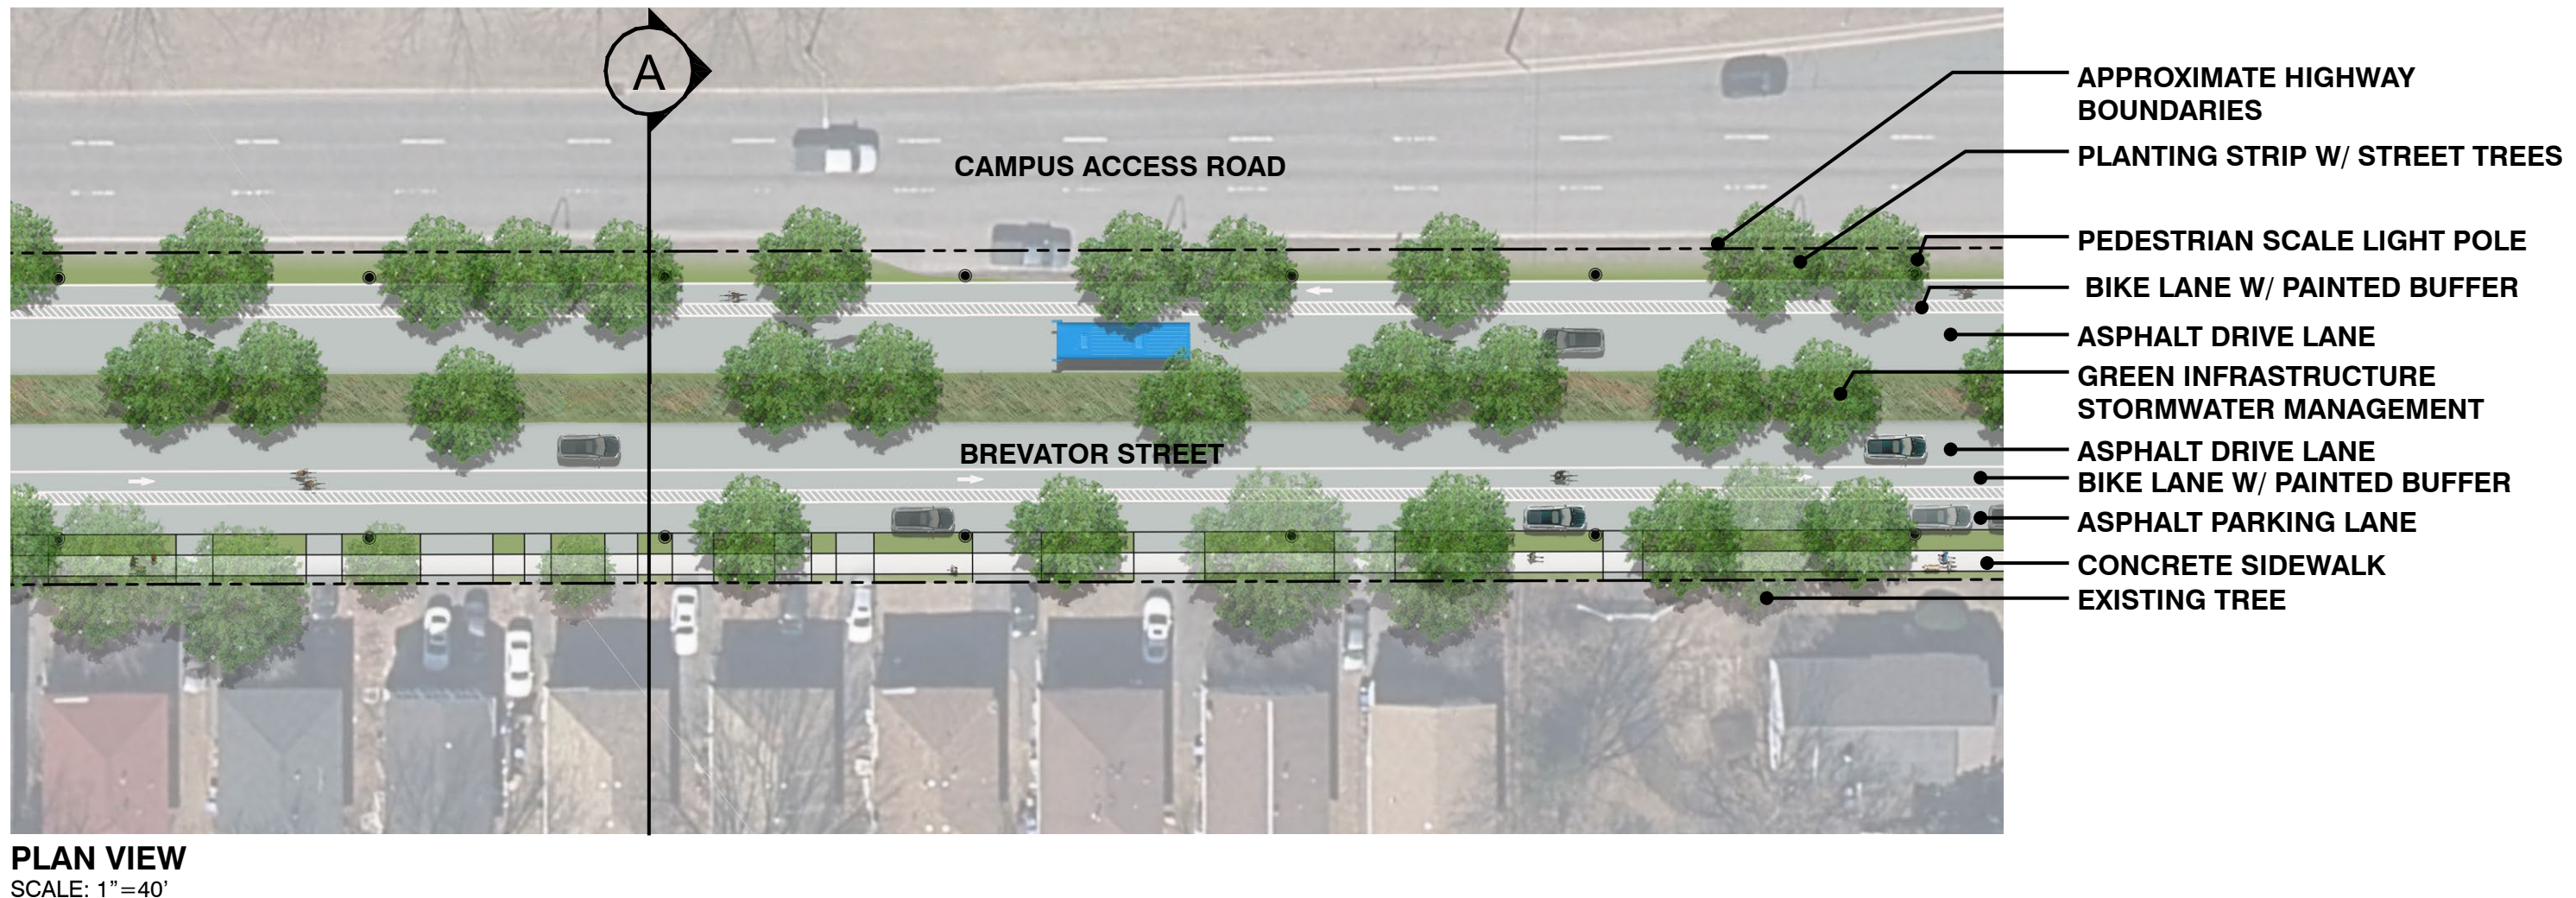 A
CAMPUS ACCESS ROAD
BREVATOR STREET
APPROXIMATE HIGHWAY
BOUNDARIES
PLANTING STRIP W/ STREET TREES
PEDESTRIAN SCALE LIGHT POLE
BIKE LANE W/ PAINTED BUFFER
ASPHALT DRIVE LANE
GREEN INFRASTRUCTURE
STORMWATER MANAGEMENT
ASPHALT DRIVE LANE
BIKE LANE W/ PAINTED BUFFER
ASPHALT PARKING LANE
CONCRETE SIDEWALK
EXISTING TREE
PLAN VIEW
SCALE: 1”=40’